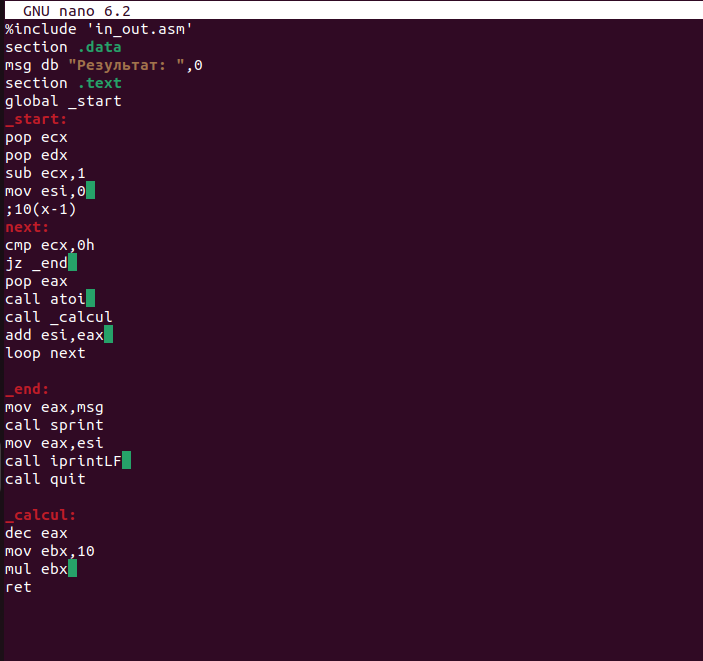 GNU nano 6.2
%include 'in_out.asm'
section .data
msg db "Результат: ",0
section .text
global _start
_start:
pop ecx
pop edx
sub ecx,1
mov esi,0
;10(x-1)
next:
cmp ecx,0h
jz _end
pop eax
call atoi
call _calcul
add esi,eax
loop next
_end:
mov eax,msg
call sprint
mov eax,esi
call iprintLF
call quit
_calcul:
dec eax
mov ebx,10
mul ebx
ret